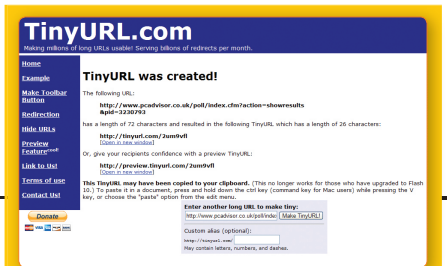 TinyURL.com
Making millions of long URLs usable! Serving billions of redirects per month.
Home
Example
Make Toolbar
Button
Redirection
Hide URLs
Preview
Feature cool!
Link to Us!
Terms of use
Contact Us!
Donate
TinyURL was created!
The following URL:
http://www.pcadvisor.co.uk/poll/index.cfm?action=showresults
&pid=3230793
has a length of 72 characters and resulted in the following TinyURL which has a length of 26 characters:
http://tinyurl.com/2um9vfl
[Open in new window]
Or, give your recipients confidence with a preview TinyURL:
http://preview.tinyurl.com/2um9vfl
[Open in new window]
This TinyURL may have been copied to your clipboard. (This no longer works for those who have upgraded to Flash
10.) To paste it in a document, press and hold down the ctrl key (command key for Mac users) while pressing the V
key, or choose the "paste" option from the edit menu.
Enter another long URL to make tiny:
http://www.pcadvisor.co.uk/poll/index Make TinyURL!
Custom alias (optional):
http://tinyurl.com/
May contain letters, numbers, and dashes.